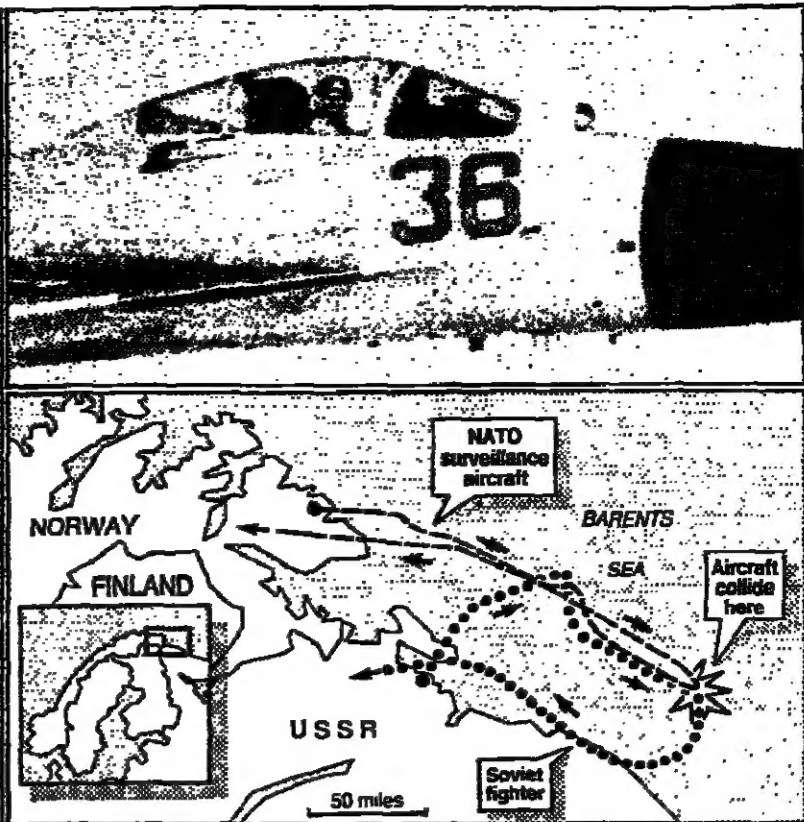 36
NATO
surveillance
aircraft
NORWAY
BARENTS
SEA
Aircraft
collide
here
FINLAND
USSR
Soviet
fighter
50 miles